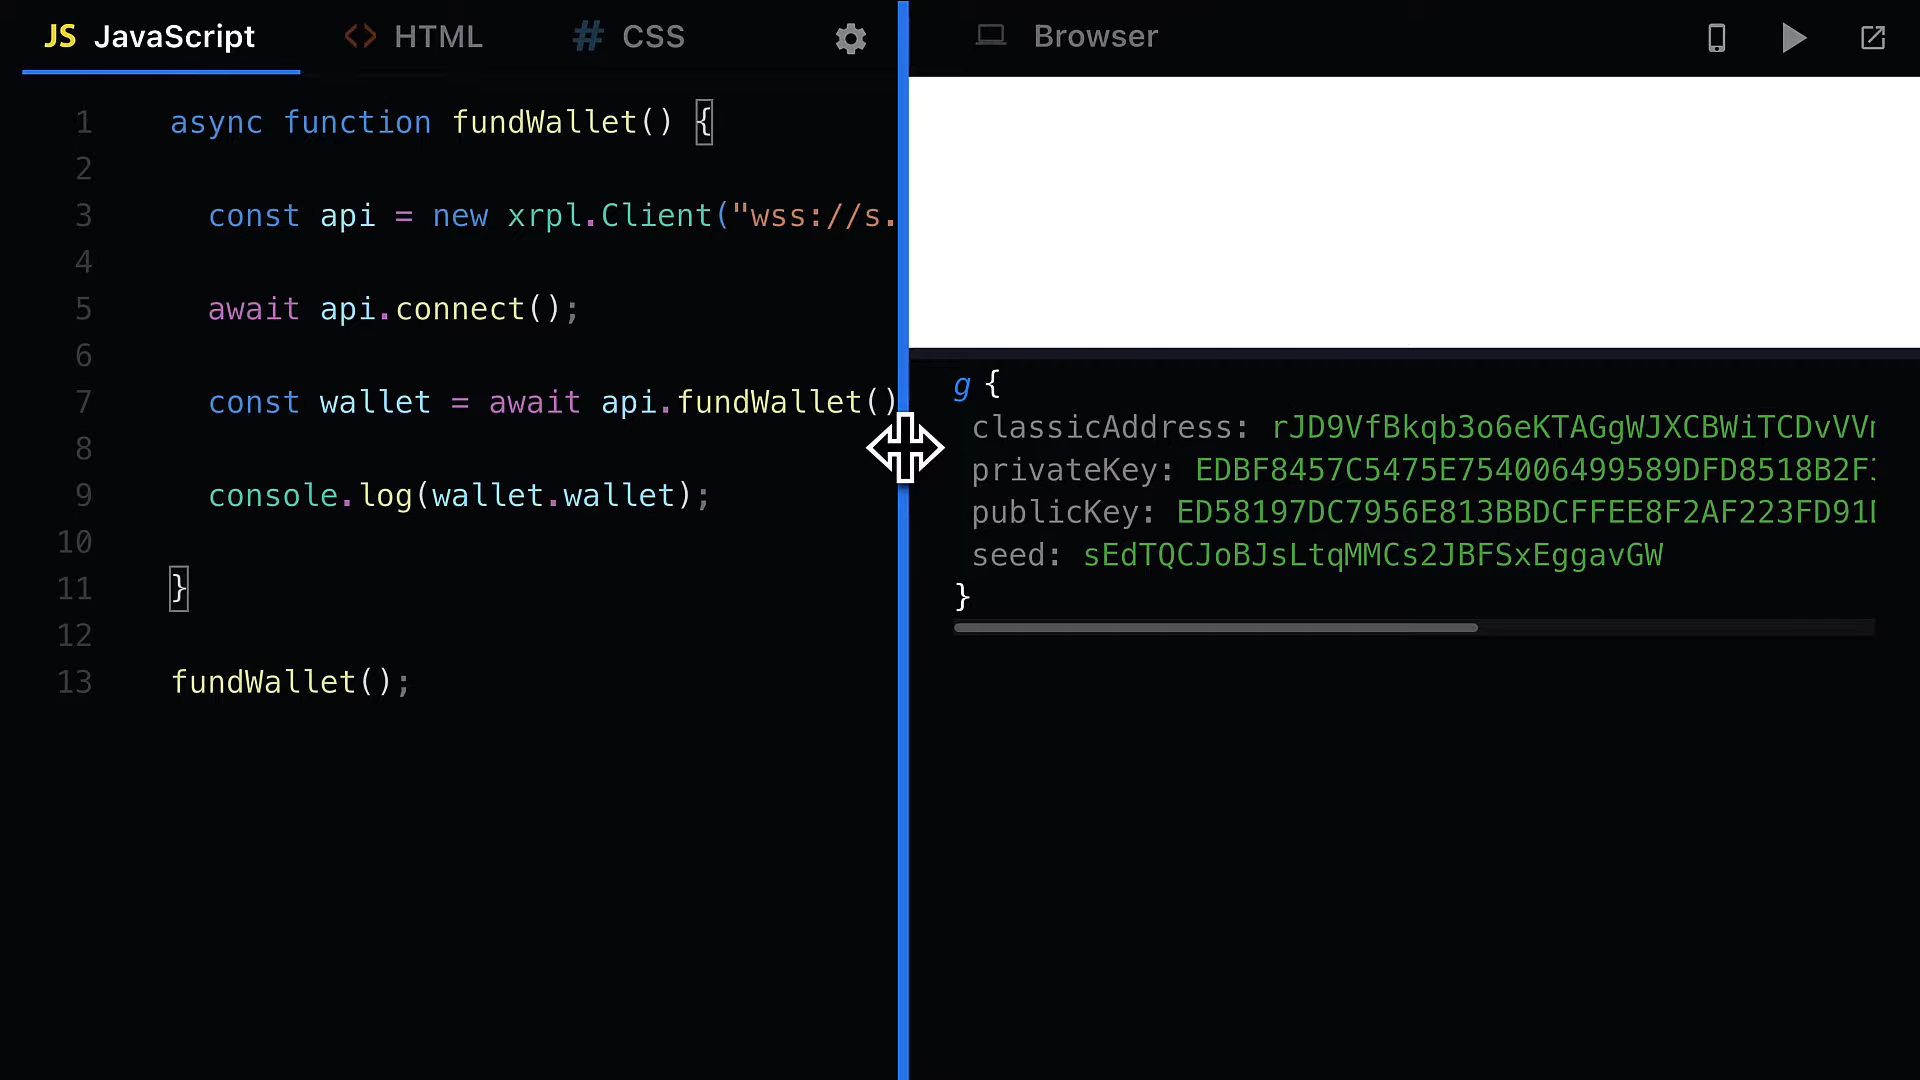 JS JavaScript
<> HTML
# CSS
1 async function fundWallet() {
2
3 const api = new xrpl.Client("wss://s.
4
5 await api.connect();
6
7 const wallet = await api.fundWallet()
8
9 console.log(wallet.wallet);
10
11 }
12
13 fundWallet();
Browser
g {
classicAddress: rJD9VfBkqb3o6eKTAGgWJXCBWiTCDvVV
privateKey: EDBF8457C5475E754006499589DFD8518B2F
publicKey: ED58197DC7956E813BBDCFFEE8F2AF223FD91
seed: sEdTQCJoBJsLtqMMCs2JBFSxEggavGW
}